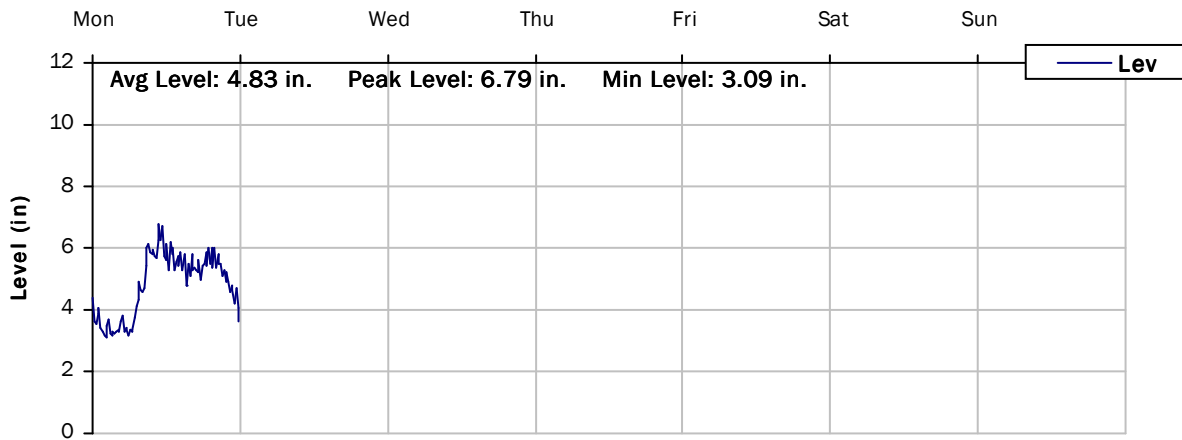 Mon Tue Wed Thu Fri Sat Sun
12
Avg Level: 4.83 in. Peak Level: 6.79 in. Min Level: 3.09 in.
Lev
10
8
6
4
2
0
Level (in)